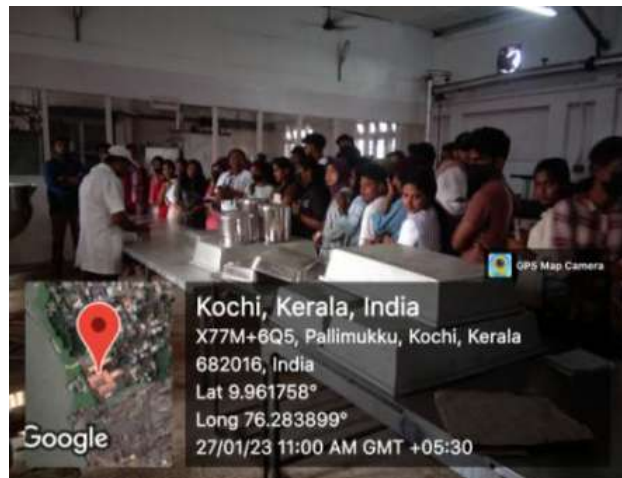 GPS Map Camera
Kochi, Kerala, India
X77M+6Q5, Pallimukku, Kochi, Kerala
682016, India
Lat 9.961758°
Long 76.283899°
27/01/23 11:00 AM GMT +05:30
Google